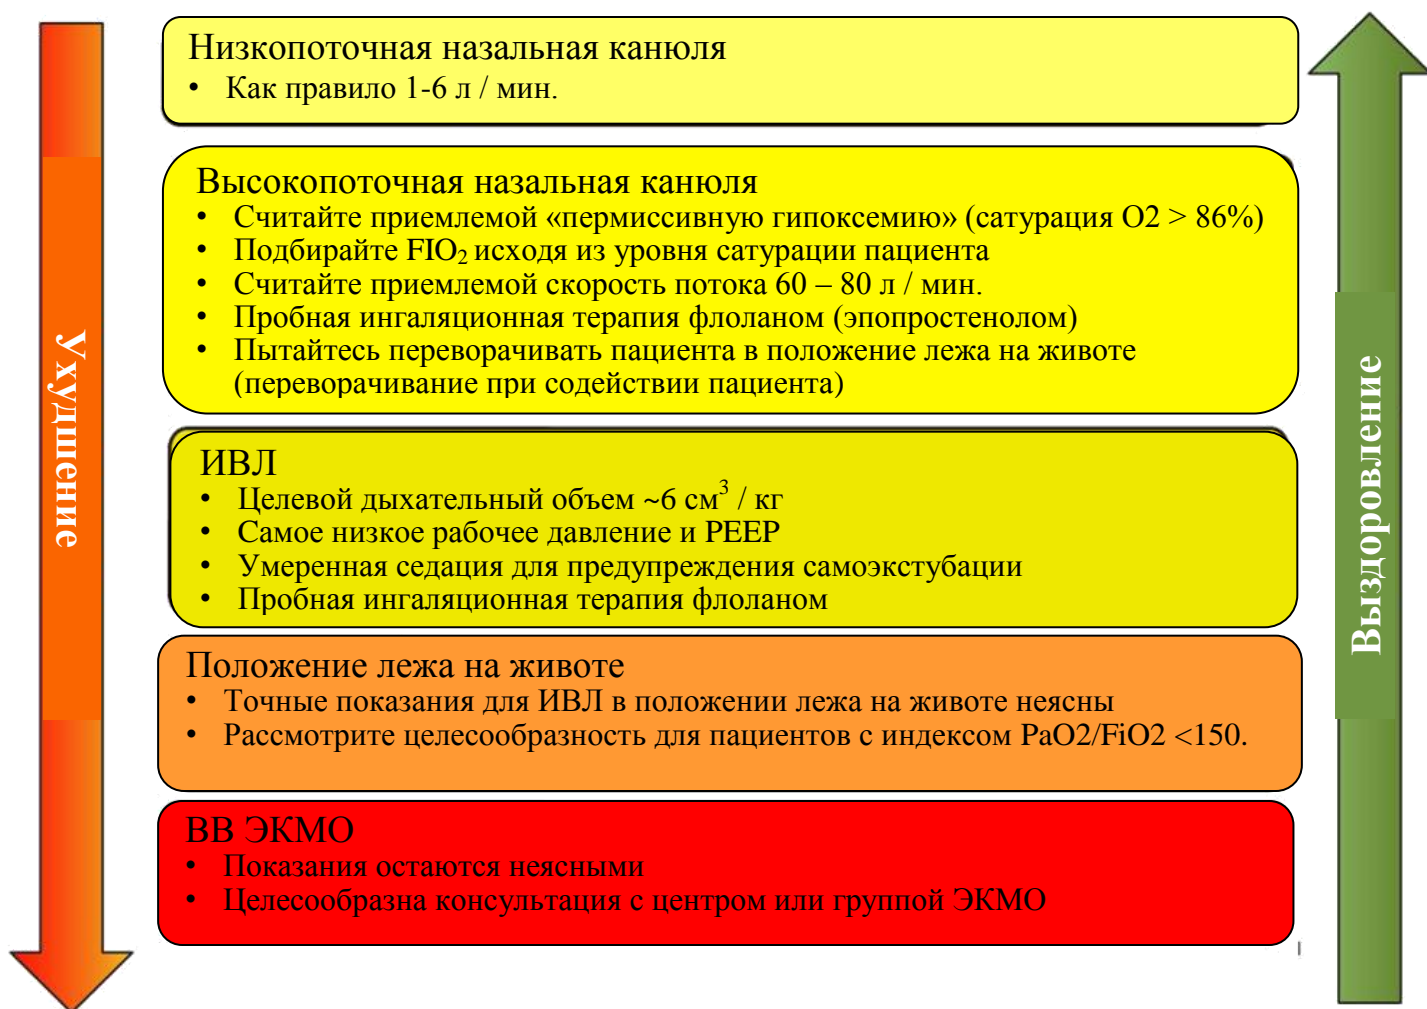 Низкопоточная назальная канюля
• Как правило 1-6 л / мин.
Высокопоточная назальная канюля
• Считайте приемлемой «пермиссивную гипоксемию» (сатурация О2 > 86%)
• Подбирайте FIO₂ исходя из уровня сатурации пациента
• Считайте приемлемой скорость потока 60 – 80 л / мин.
• Пробная ингаляционная терапия флоланом (эпопростенолом)
• Пытайтесь переворачивать пациента в положение лежа на животе
(переворачивание при содействии пациента)
ИВЛ
• Целевой дыхательный объем ~6 см³ / кг
• Самое низкое рабочее давление и PEEP
• Умеренная седация для предупреждения самоэкстубации
• Пробная ингаляционная терапия флоланом
Положение лежа на животе
• Точные показания для ИВЛ в положении лежа на животе неясны
• Рассмотрите целесообразность для пациентов с индексом PaO2/FiO2 <150.
ВВ ЭКМО
• Показания остаются неясными
• Целесообразна консультация с центром или группой ЭКМО
Ухудшение
Выздоровление